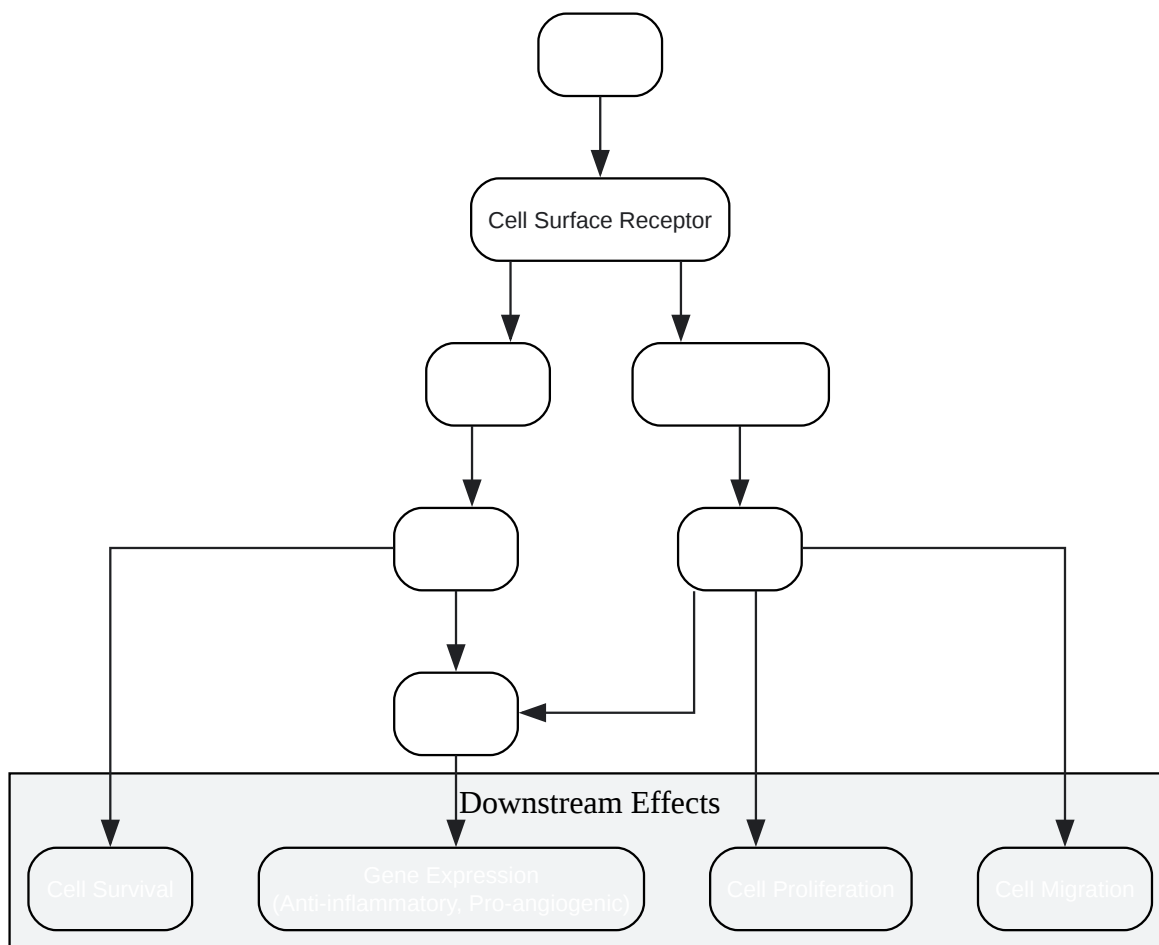 Cell Surface Receptor
Downstream Effects
Cell Survival
Gene Expression
(Anti-inflammatory, Pro-angiogenic)
Cell Proliferation
Cell Migration